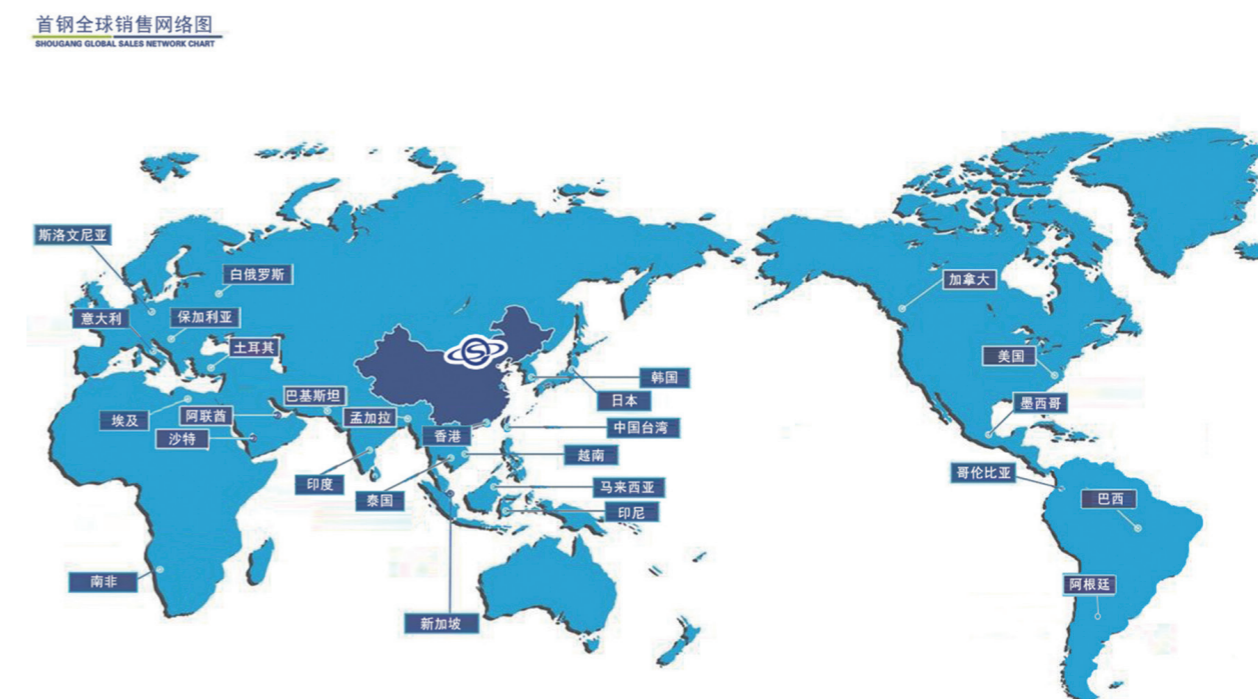 首钢全球销售网络图
SHOUGANG GLOBAL SALES NETWORK CHART
斯洛文尼亚
白俄罗斯
加拿大
意大利
保加利亚
土耳其
美国
韩国
巴基斯坦
日本
墨西哥
埃及
阿联酋
孟加拉
中国台湾
沙特
香港
越南
哥伦比亚
印度
泰国
马来西亚
巴西
印尼
南非
阿根廷
新加坡